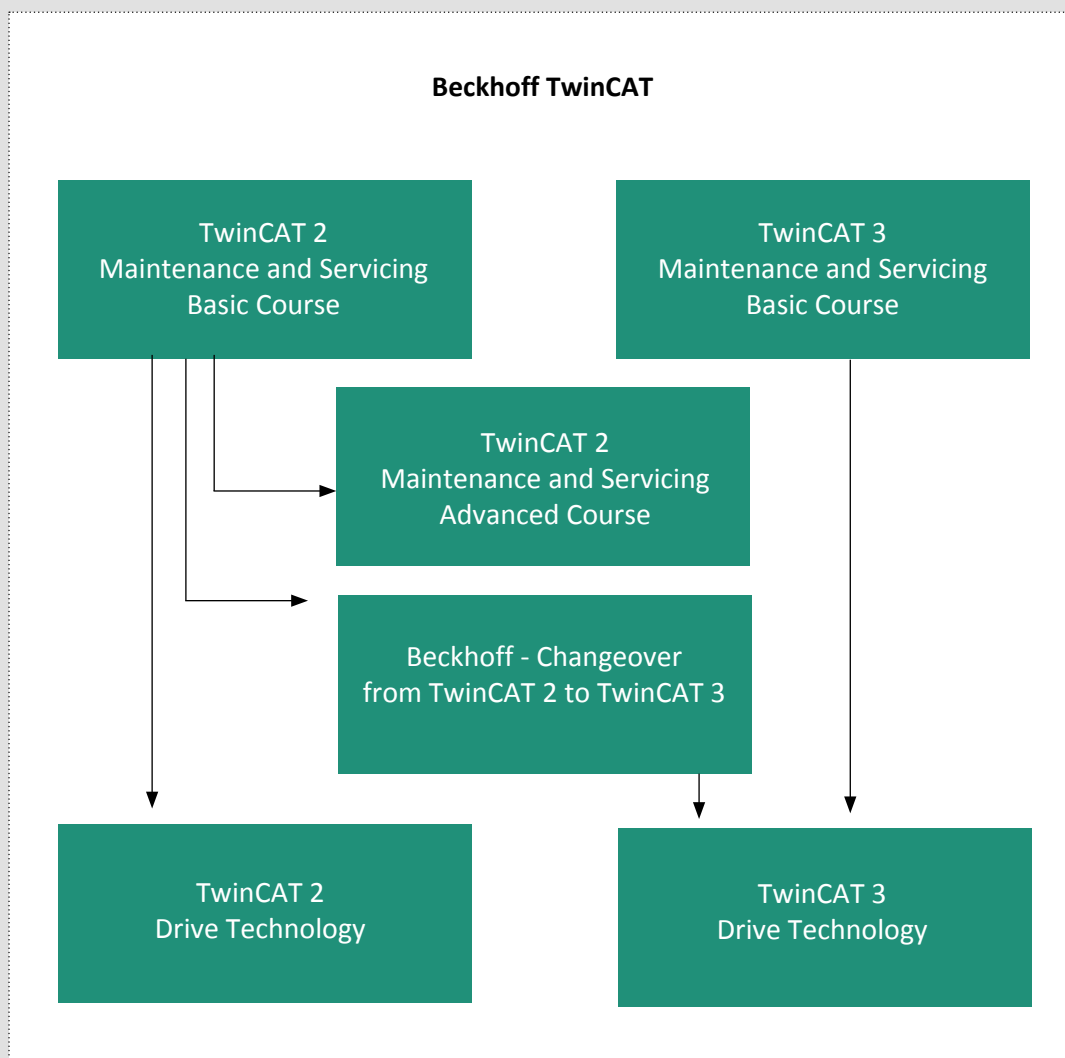 Beckhoff TwinCAT
TwinCAT 2
Maintenance and Servicing
Basic Course
TwinCAT 3
Maintenance and Servicing
Basic Course
TwinCAT 2
Maintenance and Servicing
Advanced Course
Beckhoff - Changeover
from TwinCAT 2 to TwinCAT 3
TwinCAT 2
Drive Technology
TwinCAT 3
Drive Technology